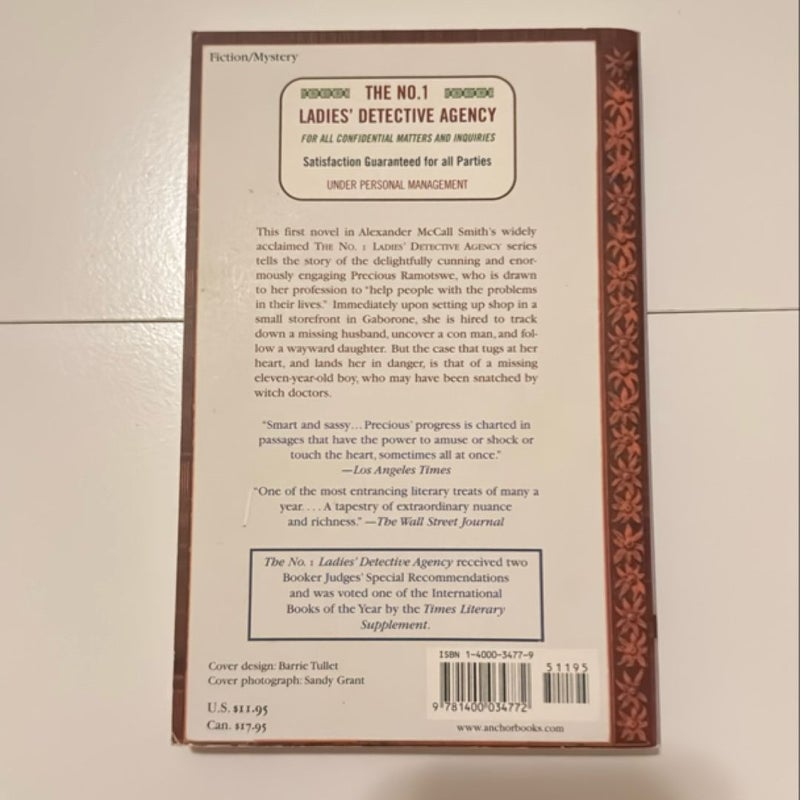 Fiction/Mystery
THE NO.1
LADIES' DETECTIVE AGENCY
FOR ALL CONFIDENTIAL MATTERS AND INQUIRIES
Satisfaction Guaranteed for all Parties
UNDER PERSONAL MANAGEMENT
This first novel in Alexander McCall Smith's widely
acclaimed THE NO. 1 LADIES' DETECTIVE AGENCY series
tells the story of the delightfully cunning and enor-
mously engaging Precious Ramotswe, who is drawn
to her profession to "help people with the problems
in their lives." Immediately upon setting up shop in a
small storefront in Gaborone, she is hired to track
down a missing husband, uncover a con man, and fol-
low a wayward daughter. But the case that tugs at her
heart, and lands her in danger, is that of a missing
eleven-year-old boy, who may have been snatched by
witch doctors.
"Smart and sassy... Precious' progress is charted in
passages that have the power to amuse or shock or
touch the heart, sometimes all at once."
—Los Angeles Times
"One of the most entrancing literary treats of many a
year.... A tapestry of extraordinary nuance
and richness." —The Wall Street Journal
The No. 1 Ladies' Detective Agency received two
Booker Judges' Special Recommendations
and was voted one of the International
Books of the Year by the Times Literary
Supplement.
Cover design: Barrie Tullet
Cover photograph: Sandy Grant
U.S. $11.95
Can. $17.95
ISBN 1-4000-3477-9
51195
9 781400 034772
www.anchorbooks.com